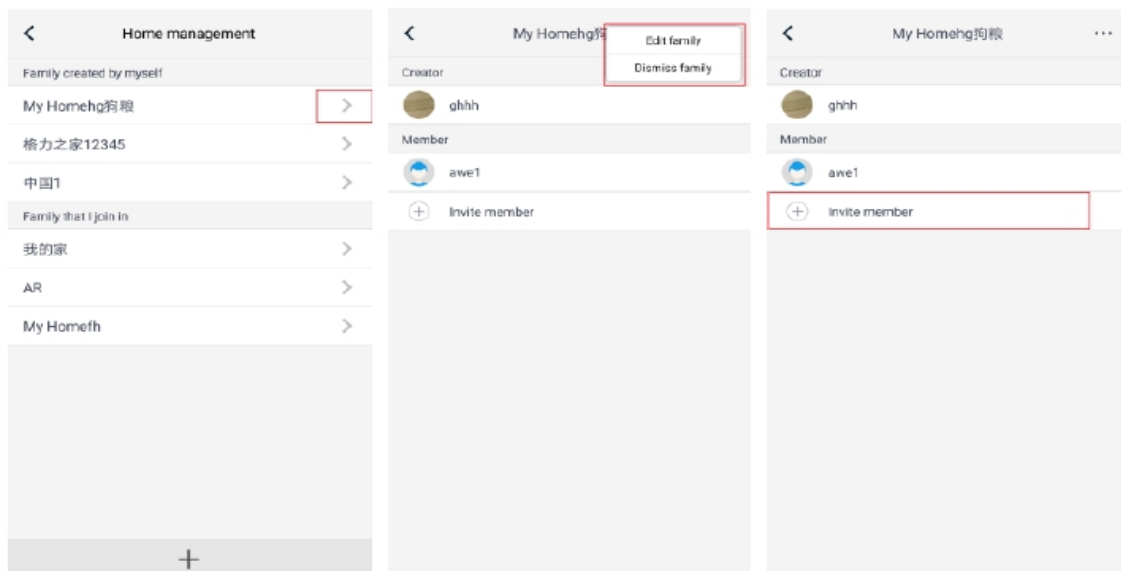 Home management
Family created by myself
My Homehg狗粮
格力之家12345
中国1
Family that I join in
我的家
AR
My Homefh
My Homehg狗
Edit family
Dismiss family
Creator
ghhh
Member
awe1
Invite member
My Homehg狗粮
Creator
ghhh
Member
awe1
Invite member